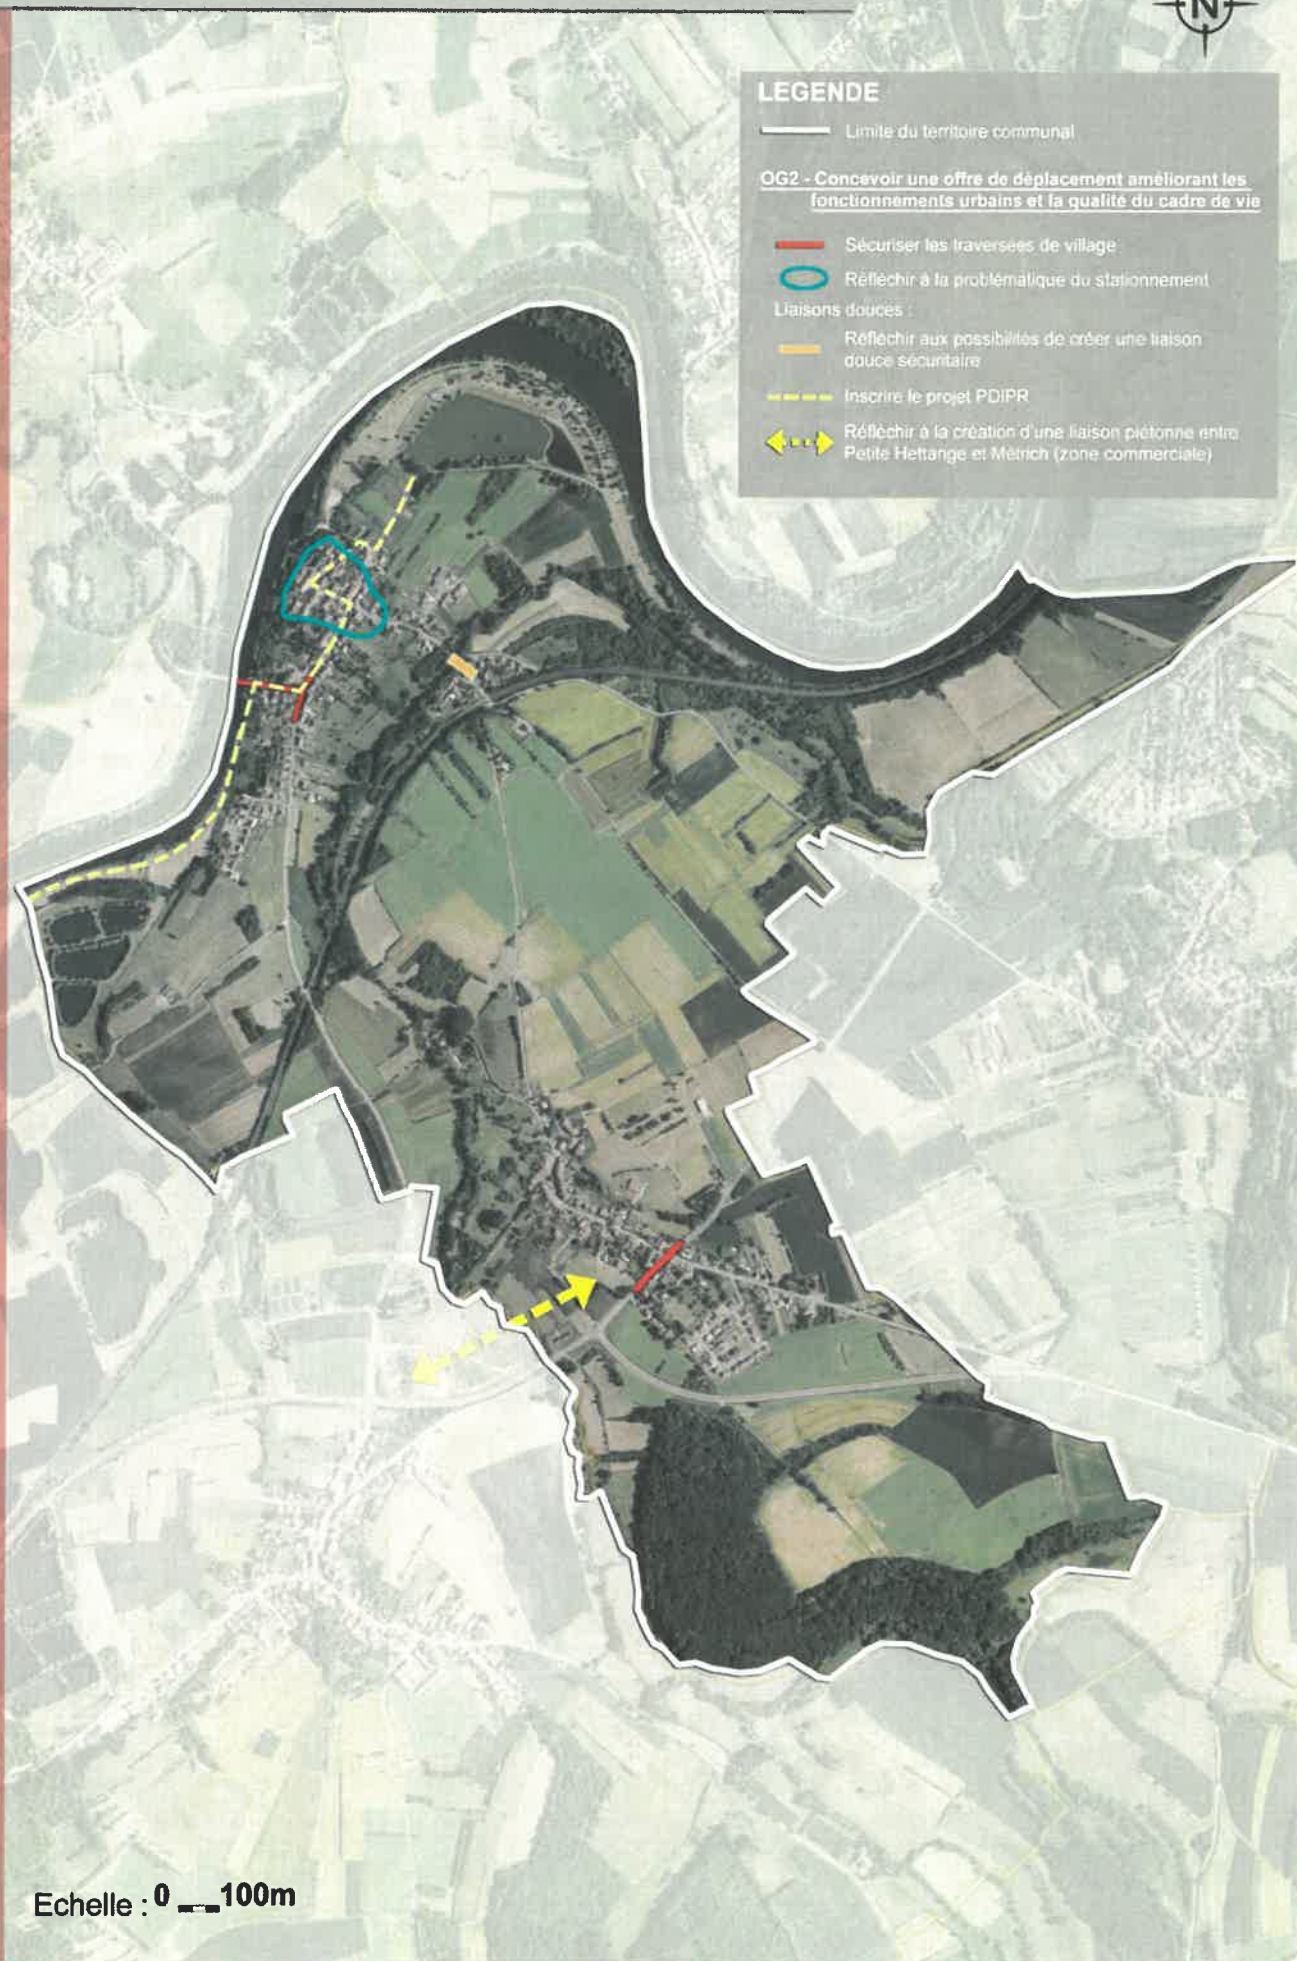 N
LEGENDE
Limite du territoire communal
OG2 - Concevoir une offre de déplacement améliorant les
fonctionnements urbains et la qualité du cadre de vie
Sécuriser les traversées de village
Réfléchir à la problématique du stationnement
Liaisons douces :
Réfléchir aux possibilités de créer une liaison
douce sécuritaire
Inscrire le projet PDIPR
Réfléchir à la création d'une liaison piétonne entre
Petite Hettange et Métrich (zone commerciale)
Echelle : 0 100m